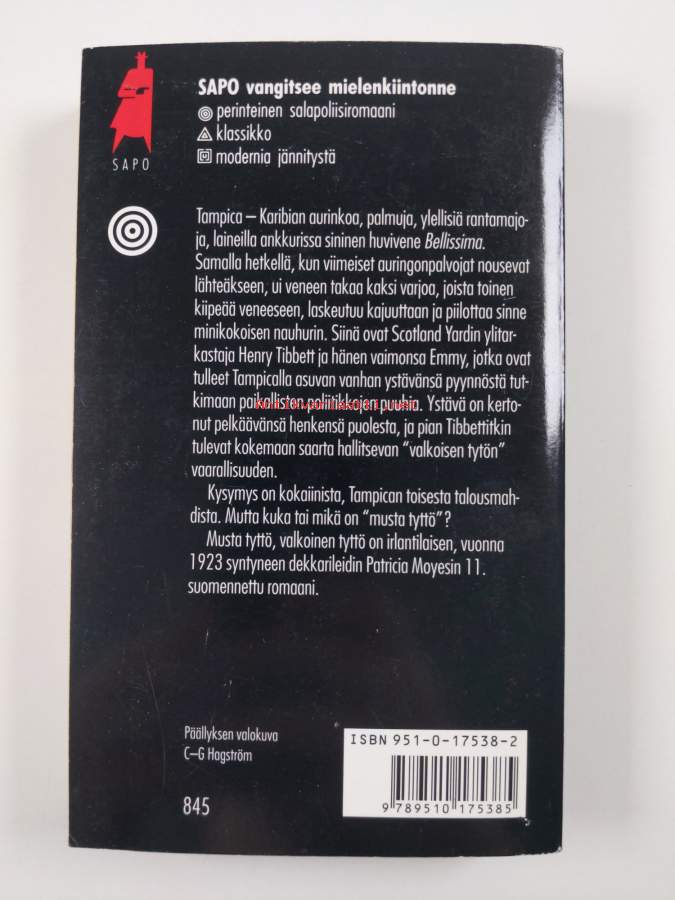 SAPO vangitsee mielenkiintonne
perinteinen salapoliisiromaani
klassikko
modernia jännitystä
SAPO
Tampica – Karibian aurinkoa, palmuja, ylellisiä rantamajo-
ja, laineilla ankkurissa sininen huvivene Bellissima.
Samalla hetkellä, kun viimeiset auringonpalvojat nousevat
lähteäkseen, ui veneen takaa kaksi varjoa, joista toinen
kiipeää veneeseen, laskeutuu kajuuttaan ja piilottaa sinne
minikokoisen nauhurin. Siinä ovat Scotland Yardin ylitar-
kastaja Henry Tibbett ja hänen vaimonsa Emmy, jotka ovat
tulleet Tampicalla asuvan vanhan ystävänsä pyynnöstä tut-
kimaan paikallisten poliitikkojen puuhia. Ystävä on kerto-
nut pelkäävänsä henkensä puolesta, ja pian Tibbettitkin
tulevat kokemaan saarta hallitsevan "valkoisen tytön"
vaarallisuuden.
Kysymys on kokaiinista, Tampican toisesta talousmah-
dista. Mutta kuka tai mikä on "musta tyttö"?
Musta tyttö, valkoinen tyttö on irlantilaisen, vuonna
1923 syntyneen dekkarileidin Patricia Moyesin 11.
suomennettu romaani.
Päällyksen valokuva
C–G Hagström
845
ISBN 951-0-17538-2
9 789510 175385